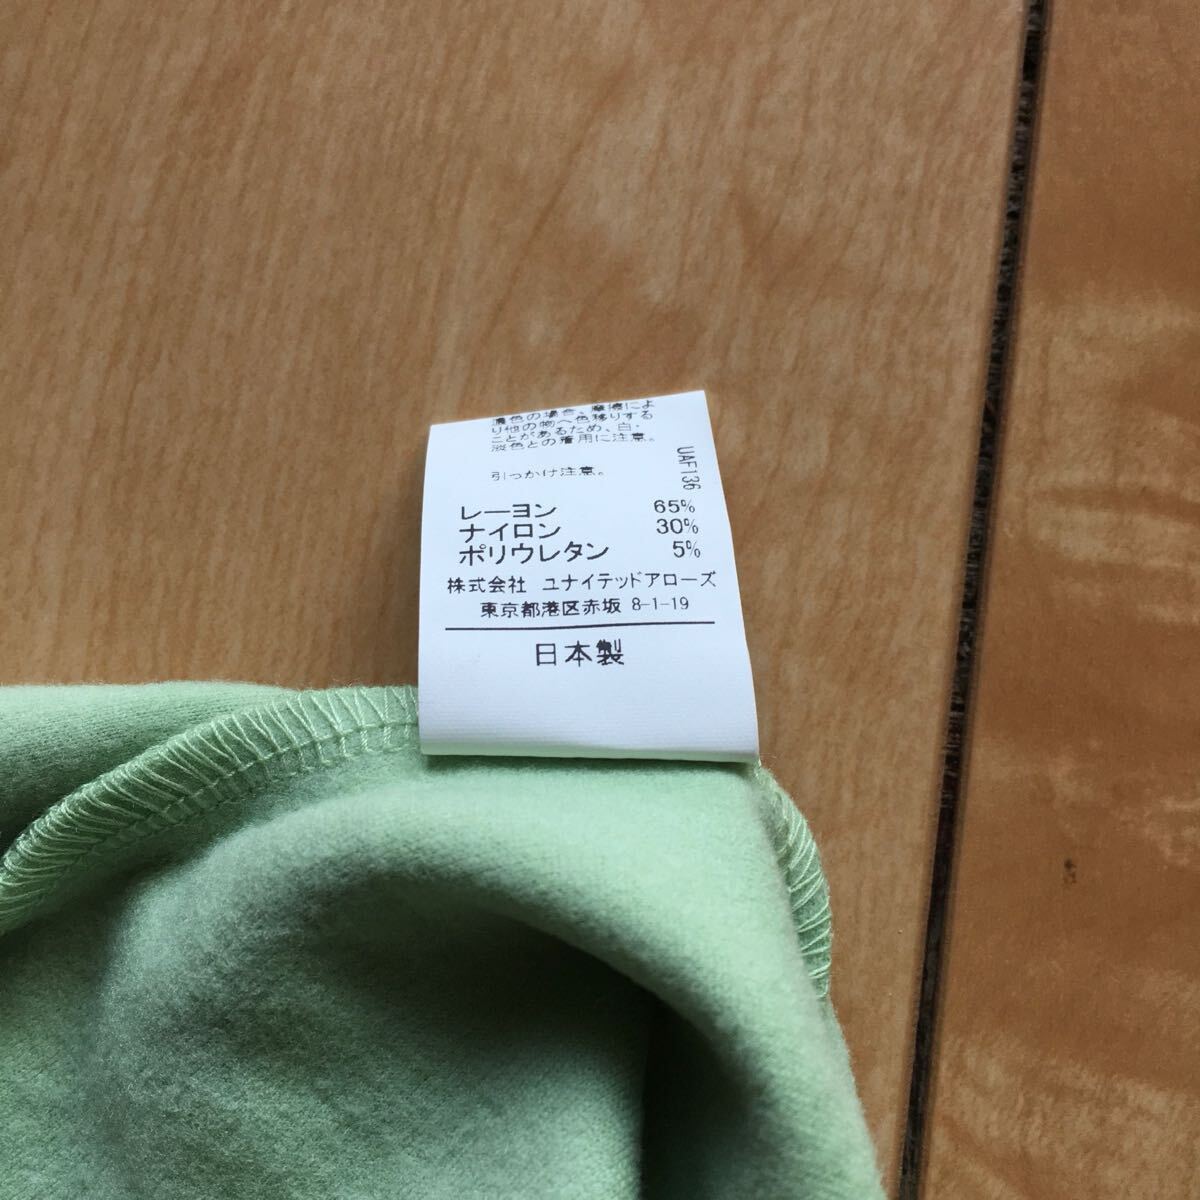 濃色の場合、摩擦によ
り他の物へ色移りする
ことがあるため、白・
淡色との着用に注意。
引っかけ注意。
UAF136
レーヨン 65%
ナイロン 30%
ポリウレタン 5%
株式会社 ユナイテッドアローズ
東京都港区赤坂 8-1-19
日本製